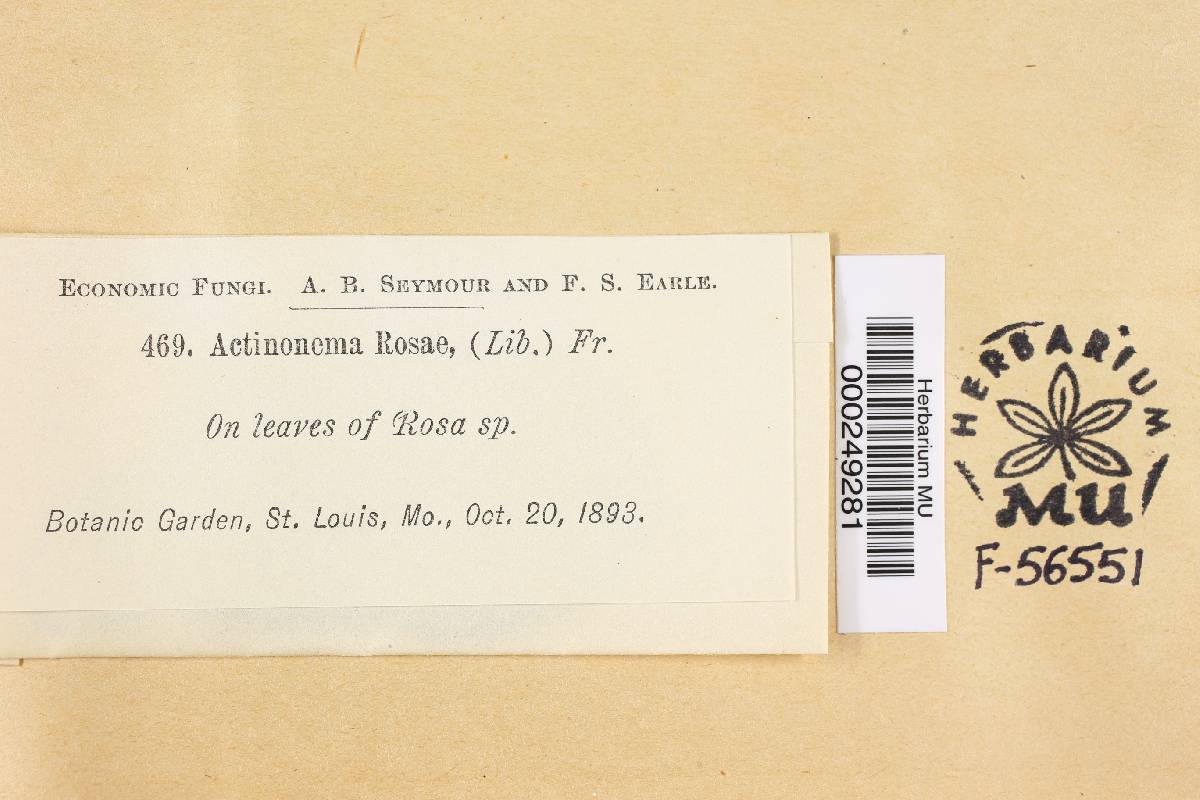 Economic Fungi. A. B. Seymour and F. S. Earle.
469. Actinonema Rosae, (Lib.) Fr.
On leaves of Rosa sp.
Botanic Garden, St. Louis, Mo., Oct. 20, 1893.
Herbarium MU
000249281
HERBARIUM
MU
F-56551